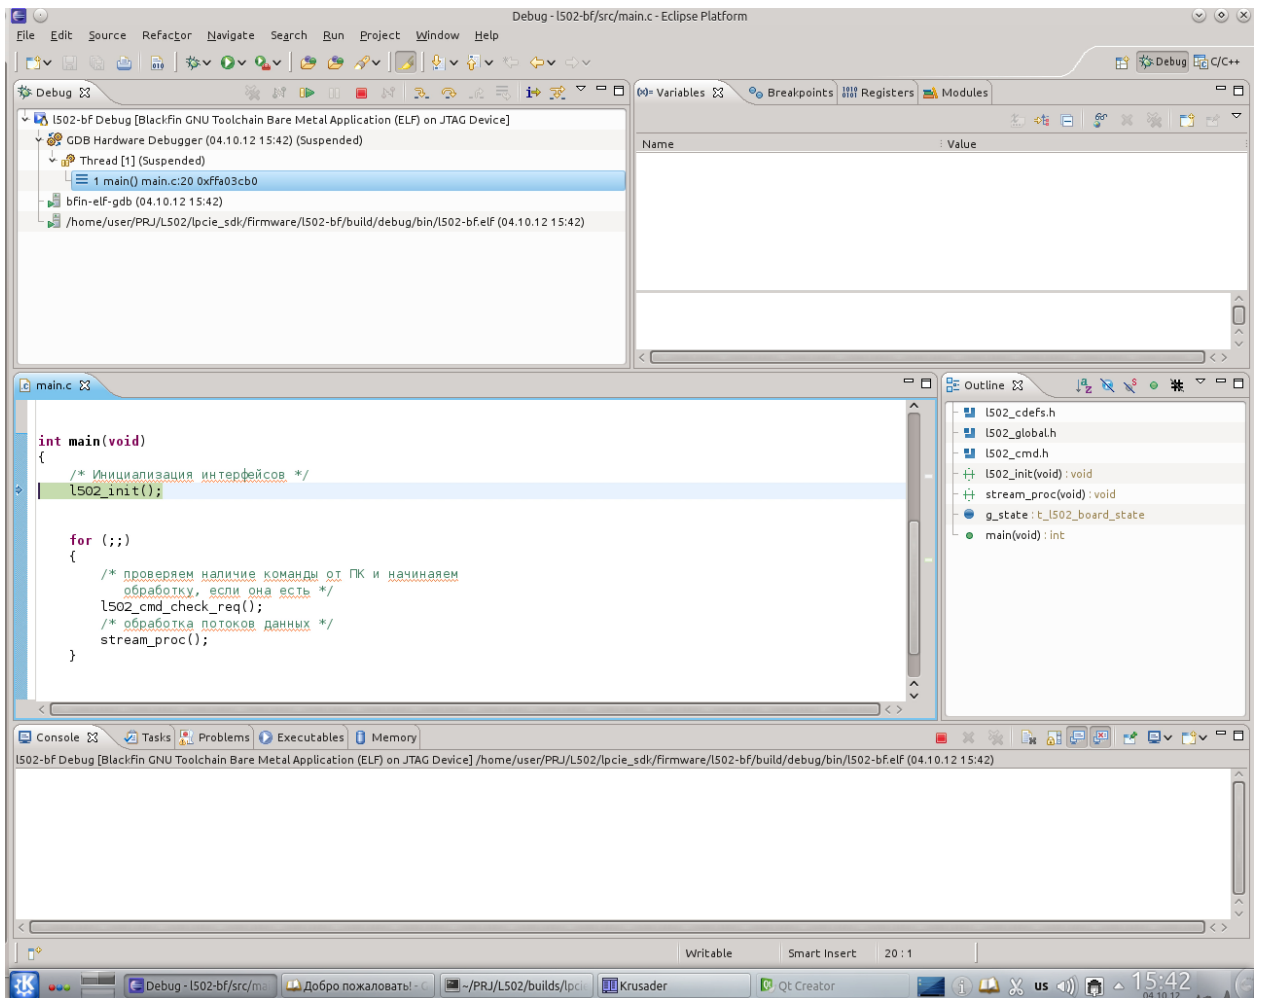 Debug - l502-bf/src/main.c - Eclipse Platform
File Edit Source Refactor Navigate Search Run Project Window Help
Debug C/C++
Debug
l502-bf Debug [Blackfin GNU Toolchain Bare Metal Application (ELF) on JTAG Device]
GDB Hardware Debugger (04.10.12 15:42) (Suspended)
Thread [1] (Suspended)
1 main() main.c:20 0xffa03cb0
bfin-elf-gdb (04.10.12 15:42)
/home/user/PRJ/L502/lpcie_sdk/firmware/l502-bf/build/debug/bin/l502-bf.elf (04.10.12 15:42)
(x)= Variables Breakpoints Registers Modules
Name Value
main.c
int main(void)
{
/* Инициализация интерфейсов */
l502_init();
for (;;)
{
/* проверяем наличие команды от ПК и начинаяем
обработку, если она есть */
l502_cmd_check_req();
/* обработка потоков данных */
stream_proc();
}
Outline
l502_cdefs.h
l502_global.h
l502_cmd.h
l502_init(void) : void
stream_proc(void) : void
g_state : t_l502_board_state
main(void) : int
Console Tasks Problems Executables Memory
l502-bf Debug [Blackfin GNU Toolchain Bare Metal Application (ELF) on JTAG Device] /home/user/PRJ/L502/lpcie_sdk/firmware/l502-bf/build/debug/bin/l502-bf.elf (04.10.12 15:42)
Writable Smart Insert 20 : 1
Debug - l502-bf/src/ma Добро пожаловать! - G ~/PRJ/L502/builds/lpci Krusader Qt Creator us 15:42
04.10.12